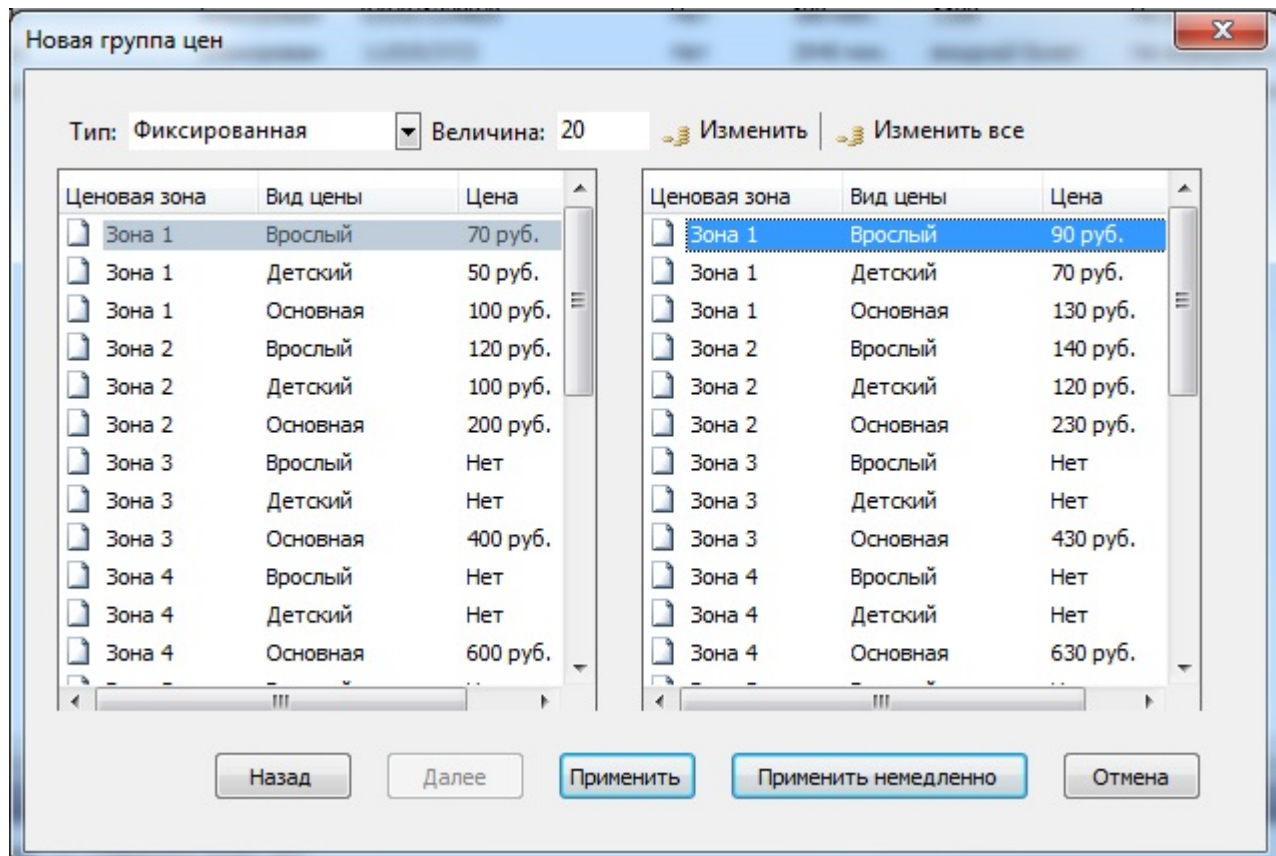 Новая группа цен
Тип: Фиксированная Величина: 20 Изменить Изменить все
Ценовая зона Вид цены Цена Ценовая зона Вид цены Цена
Зона 1 Врослый 70 руб. Зона 1 Врослый 90 руб.
Зона 1 Детский 50 руб. Зона 1 Детский 70 руб.
Зона 1 Основная 100 руб. Зона 1 Основная 130 руб.
Зона 2 Врослый 120 руб. Зона 2 Врослый 140 руб.
Зона 2 Детский 100 руб. Зона 2 Детский 120 руб.
Зона 2 Основная 200 руб. Зона 2 Основная 230 руб.
Зона 3 Врослый Нет Зона 3 Врослый Нет
Зона 3 Детский Нет Зона 3 Детский Нет
Зона 3 Основная 400 руб. Зона 3 Основная 430 руб.
Зона 4 Врослый Нет Зона 4 Врослый Нет
Зона 4 Детский Нет Зона 4 Детский Нет
Зона 4 Основная 600 руб. Зона 4 Основная 630 руб.
Назад Далее Применить Применить немедленно Отмена